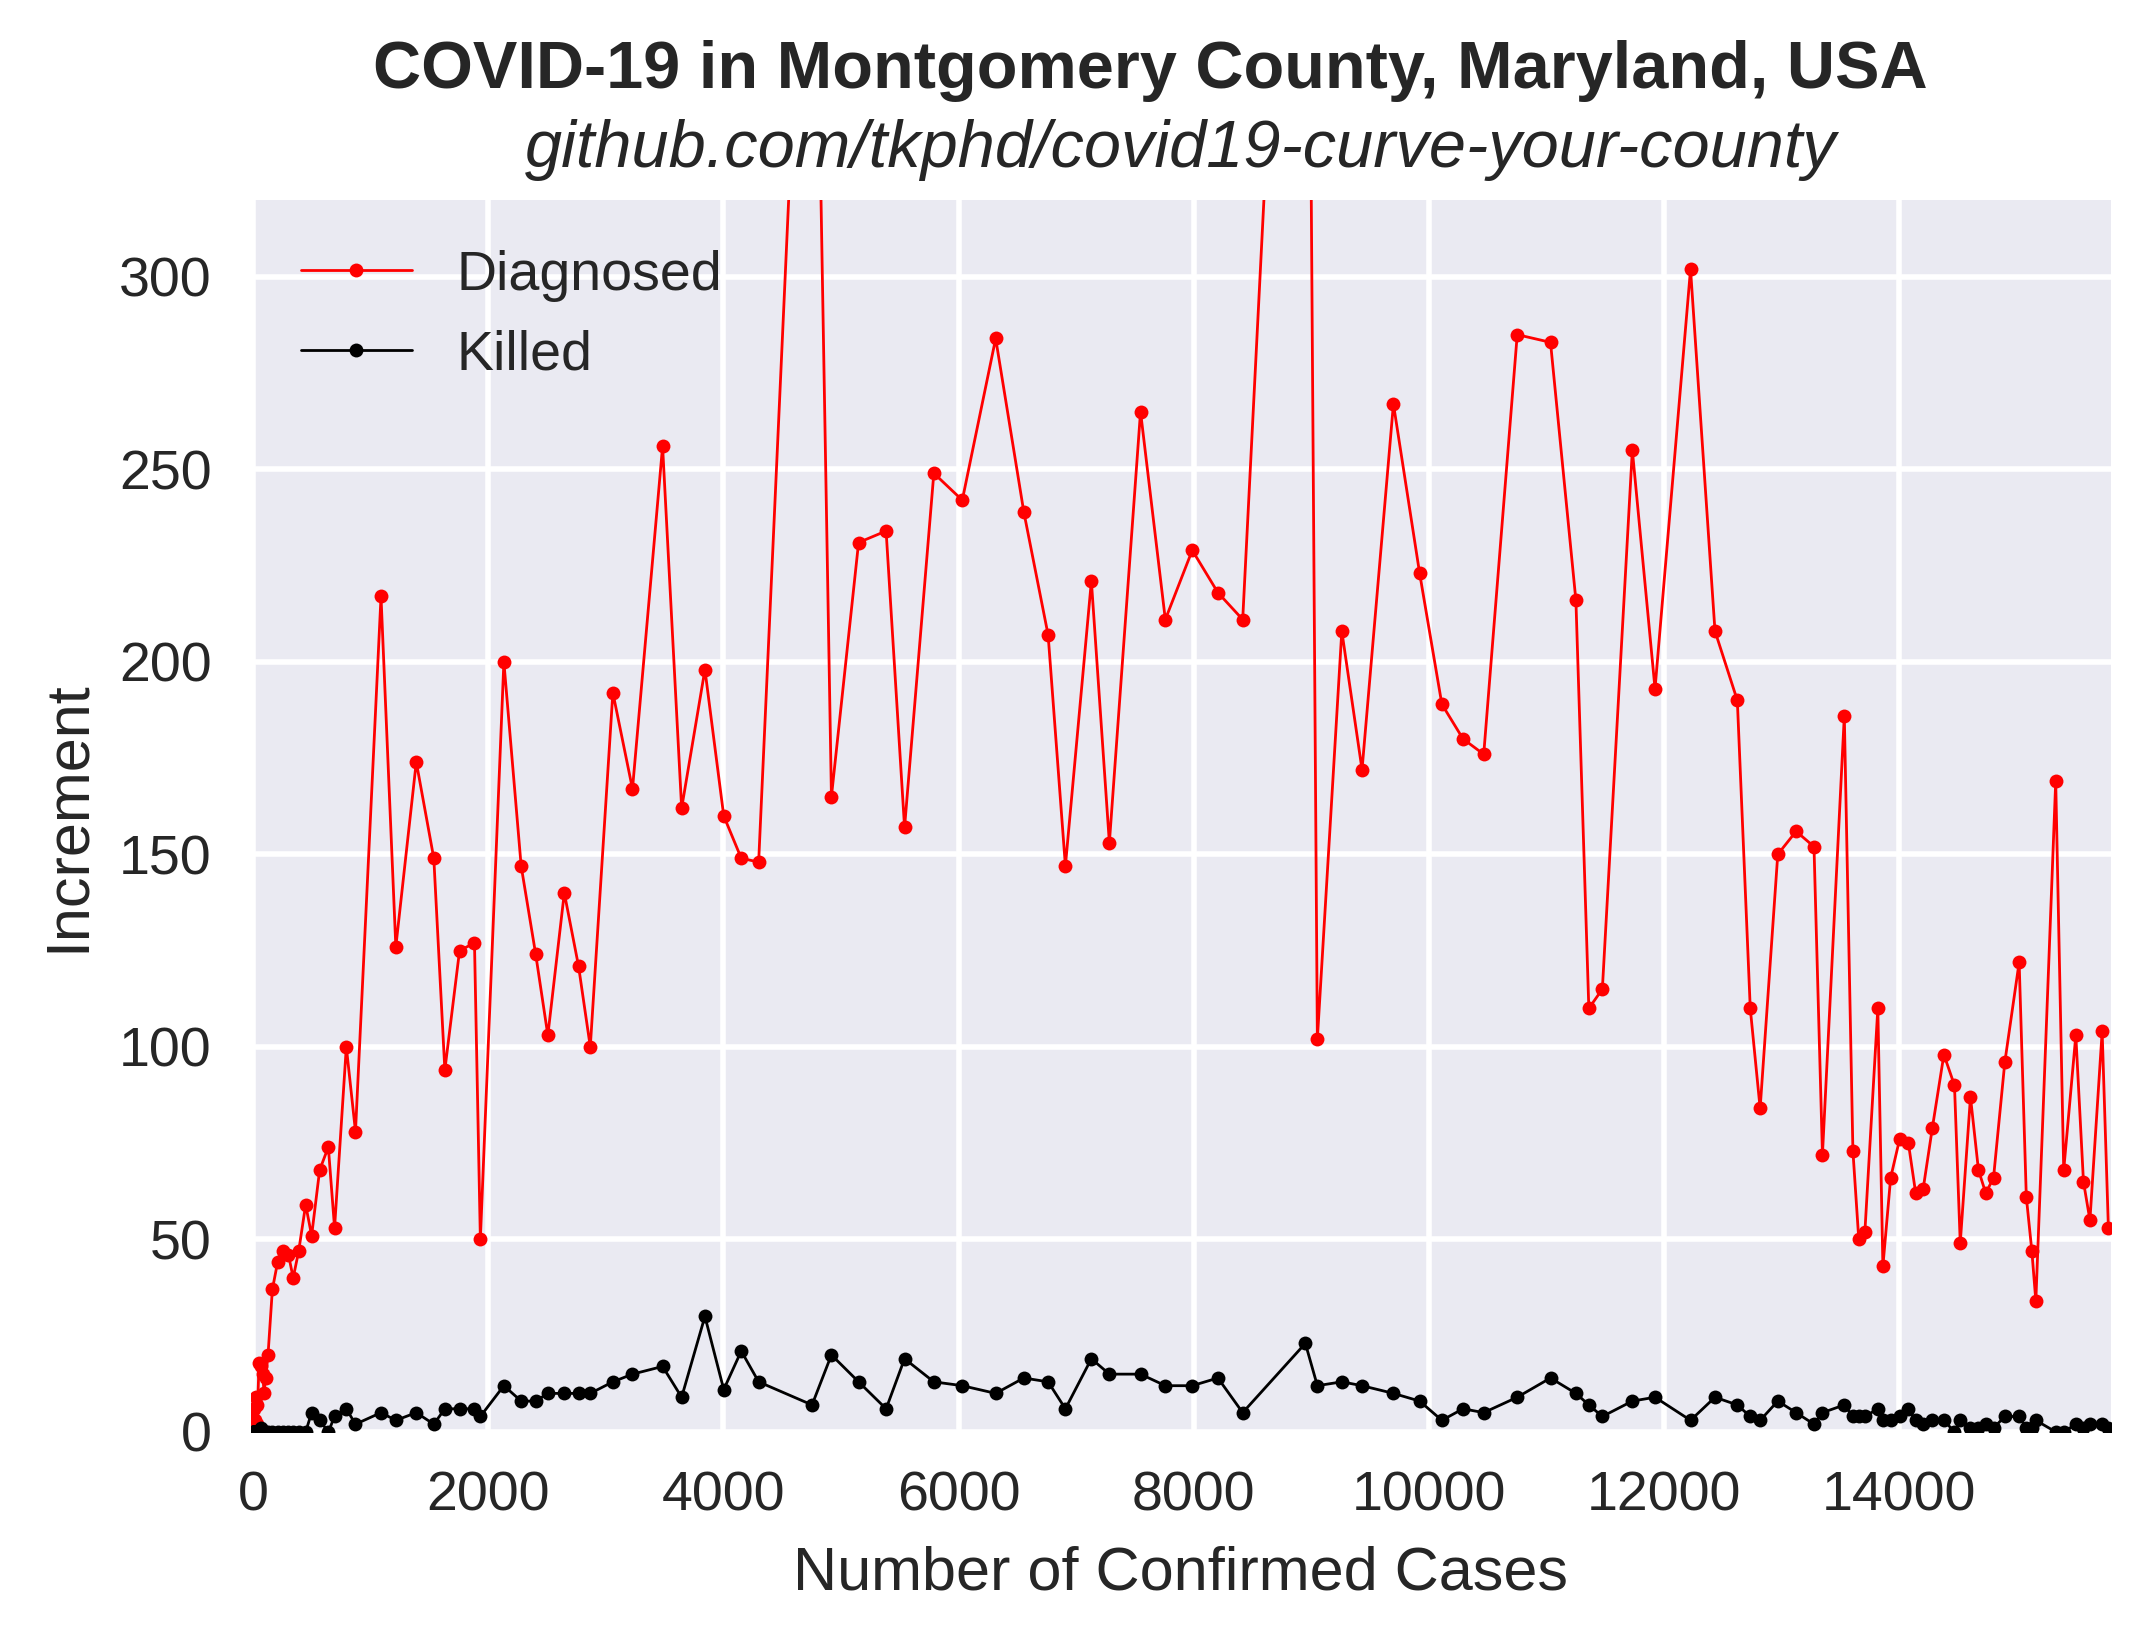 COVID-19 in Montgomery County, Maryland, USA
github.com/tkphd/covid19-curve-your-county
Diagnosed
Killed
300
250
200
150
100
50
0
Increment
0 2000 4000 6000 8000 10000 12000 14000
Number of Confirmed Cases